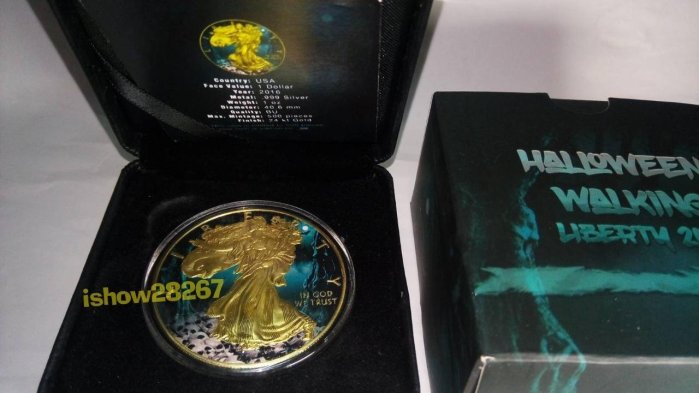 Country: USA
Face Value: 1 Dollar
Year: 2016
Metal: .999 Silver
Weight: 1 oz
Diameter: 40.6 mm
Quality: BU
Max. Mintage: 500 pieces
Finish: 24 kt Gold
LIBERTY
IN GOD
WE TRUST
ishow28267
HALLOWEEN
WALKING
LIBERTY